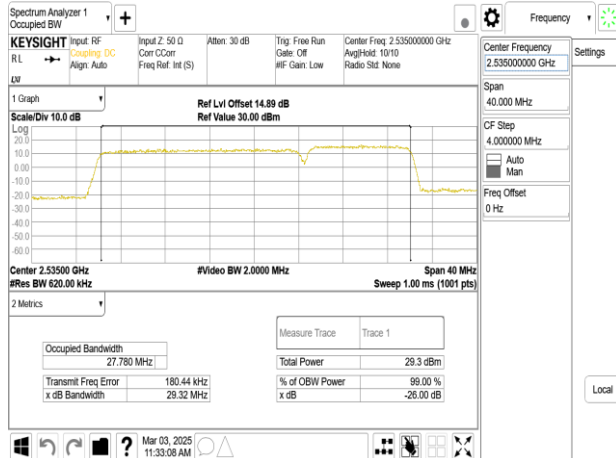 Spectrum Analyzer 1
Occupied BW
+
Frequency
KEYSIGHT
RL
LXI
Input: RF
Coupling: DC
Align: Auto
Input Z: 50 Ω
Corr CCorr
Freq Ref: Int (S)
Atten: 30 dB
Trig: Free Run
Gate: Off
#IF Gain: Low
Center Freq: 2.535000000 GHz
Avg|Hold: 10/10
Radio Std: None
Center Frequency
2.535000000 GHz
Settings
Span
40.000 MHz
CF Step
4.000000 MHz
Auto
Man
Freq Offset
0 Hz
Local
1 Graph
Scale/Div 10.0 dB
Ref Lvl Offset 14.89 dB
Ref Value 30.00 dBm
Log
20.0
10.0
0.00
-10.0
-20.0
-30.0
-40.0
-50.0
-60.0
Center 2.53500 GHz
#Res BW 620.00 kHz
#Video BW 2.0000 MHz
Span 40 MHz
Sweep 1.00 ms (1001 pts)
2 Metrics
Measure Trace Trace 1
Occupied Bandwidth
27.780 MHz
Total Power 29.3 dBm
Transmit Freq Error 180.44 kHz
% of OBW Power 99.00 %
x dB Bandwidth 29.32 MHz
x dB -26.00 dB
?
Mar 03, 2025
11:33:08 AM